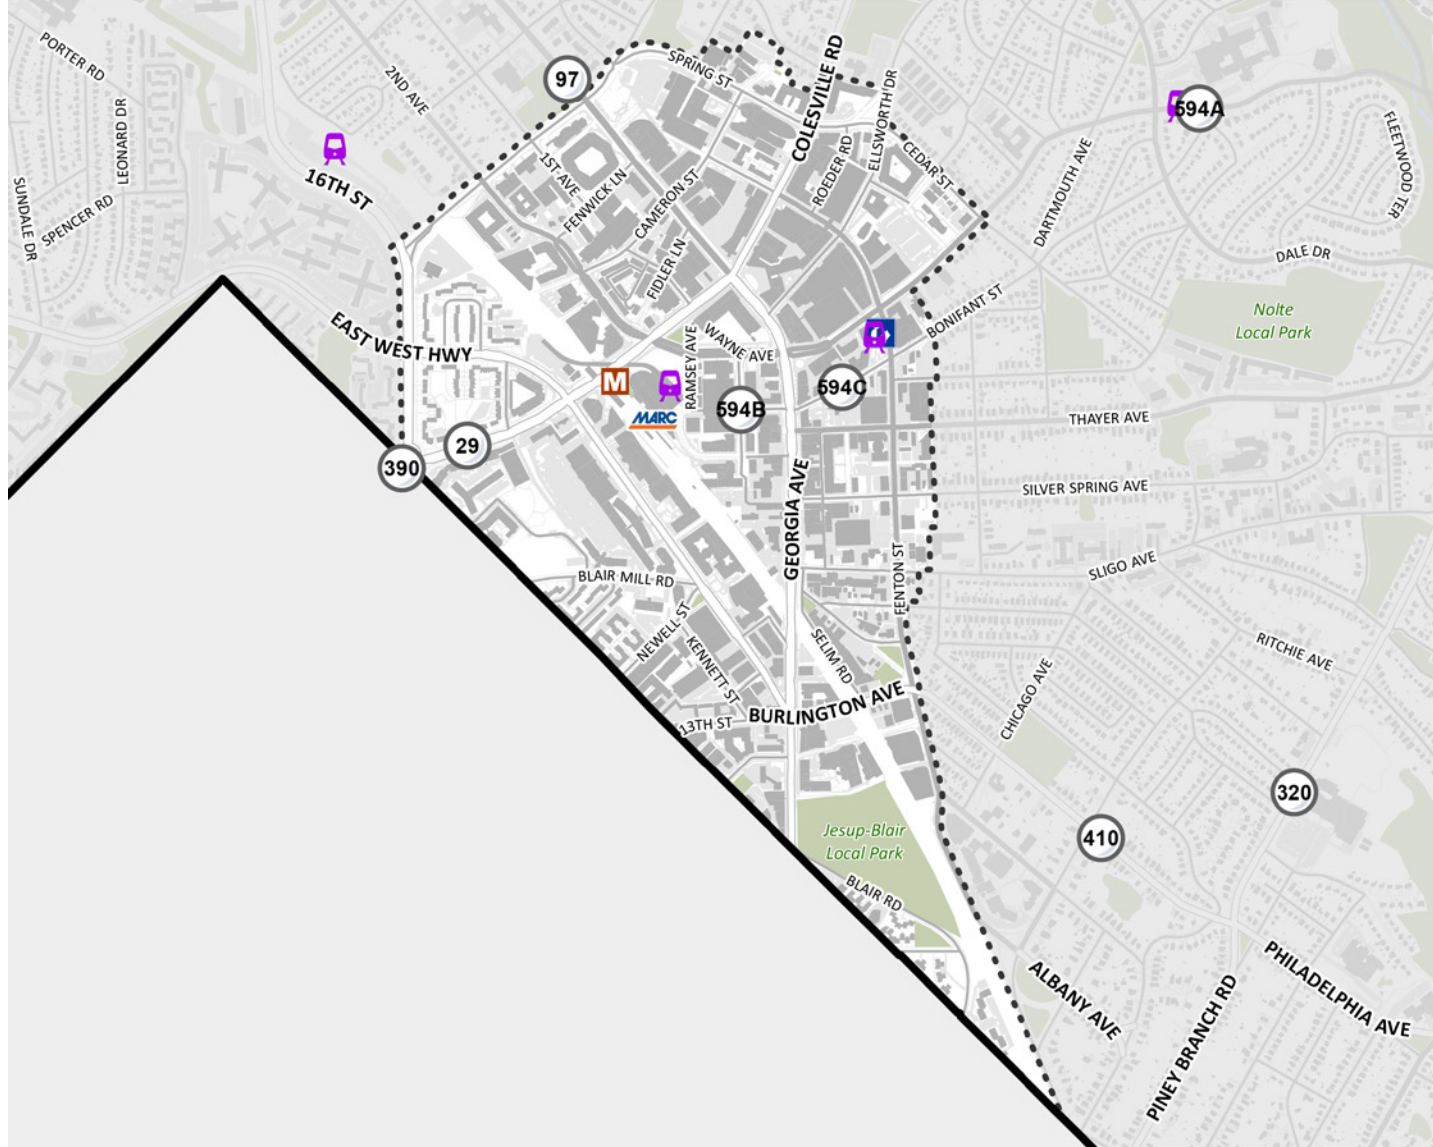 PORTER RD
2ND AVE
97
SPRING ST
COLESVILLE RD
ELLSWORTH DR
594A
LEONARD DR
16TH ST
1ST AVE
FENWICK LN
CAMERON ST
ROEDER RD
CEDAR ST
DARTMOUTH AVE
FLEETWOOD TER
SUNDALE DR
SPENCER RD
FIDLER LN
DALE DR
EAST WEST HWY
RAMSEY AVE
WAYNE AVE
BONIFANT ST
Nolte
Local Park
M
MARC
594B
594C
THAYER AVE
29
390
GEORGIA AVE
SILVER SPRING AVE
BLAIR MILL RD
FENTON ST
SLIGO AVE
NEWELL ST
KENNETT ST
SELIM RD
RITCHIE AVE
CHICAGO AVE
13TH ST
BURLINGTON AVE
320
410
Jesup-Blair
Local Park
BLAIR RD
ALBANY AVE
PHILADELPHIA AVE
PINEY BRANCH RD